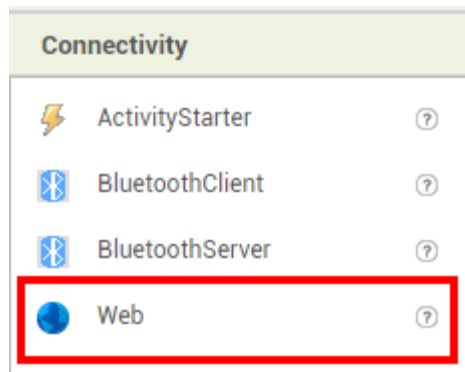 Connectivity
ActivityStarter ?
BluetoothClient ?
BluetoothServer ?
Web ?